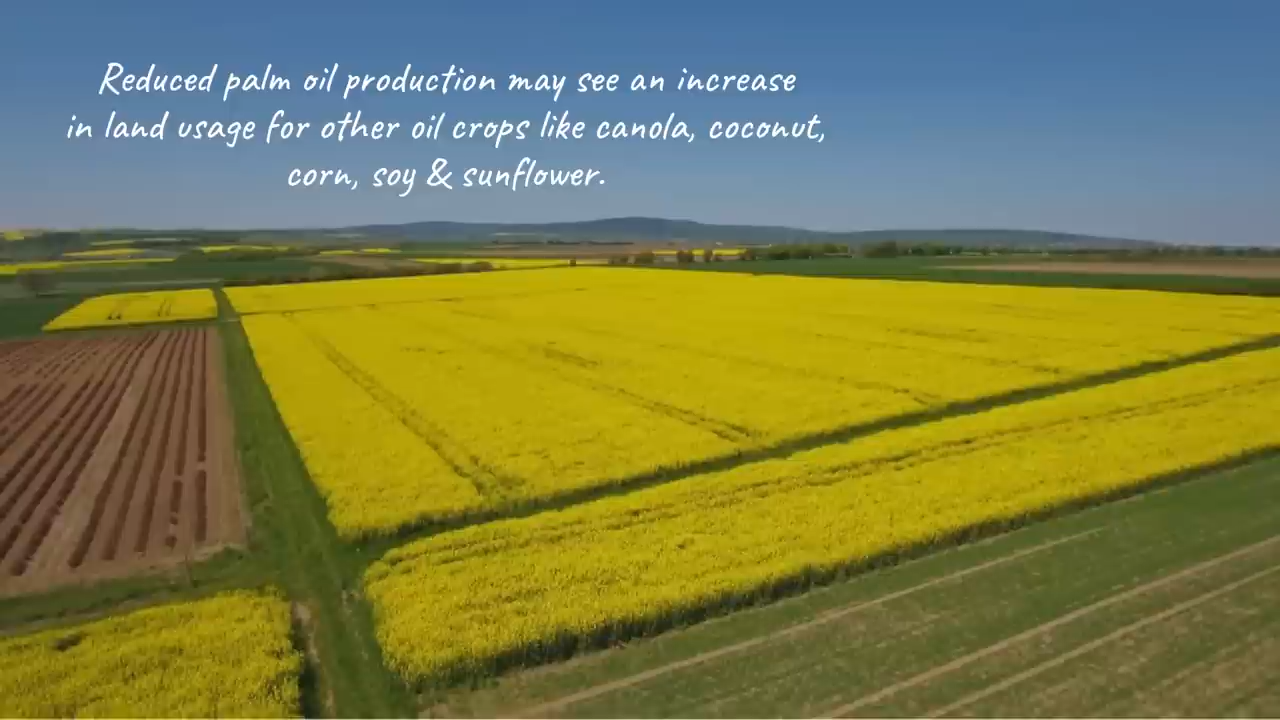 Reduced palm oil production may see an increase
in land usage for other oil crops like canola, coconut,
corn, soy & sunflower.